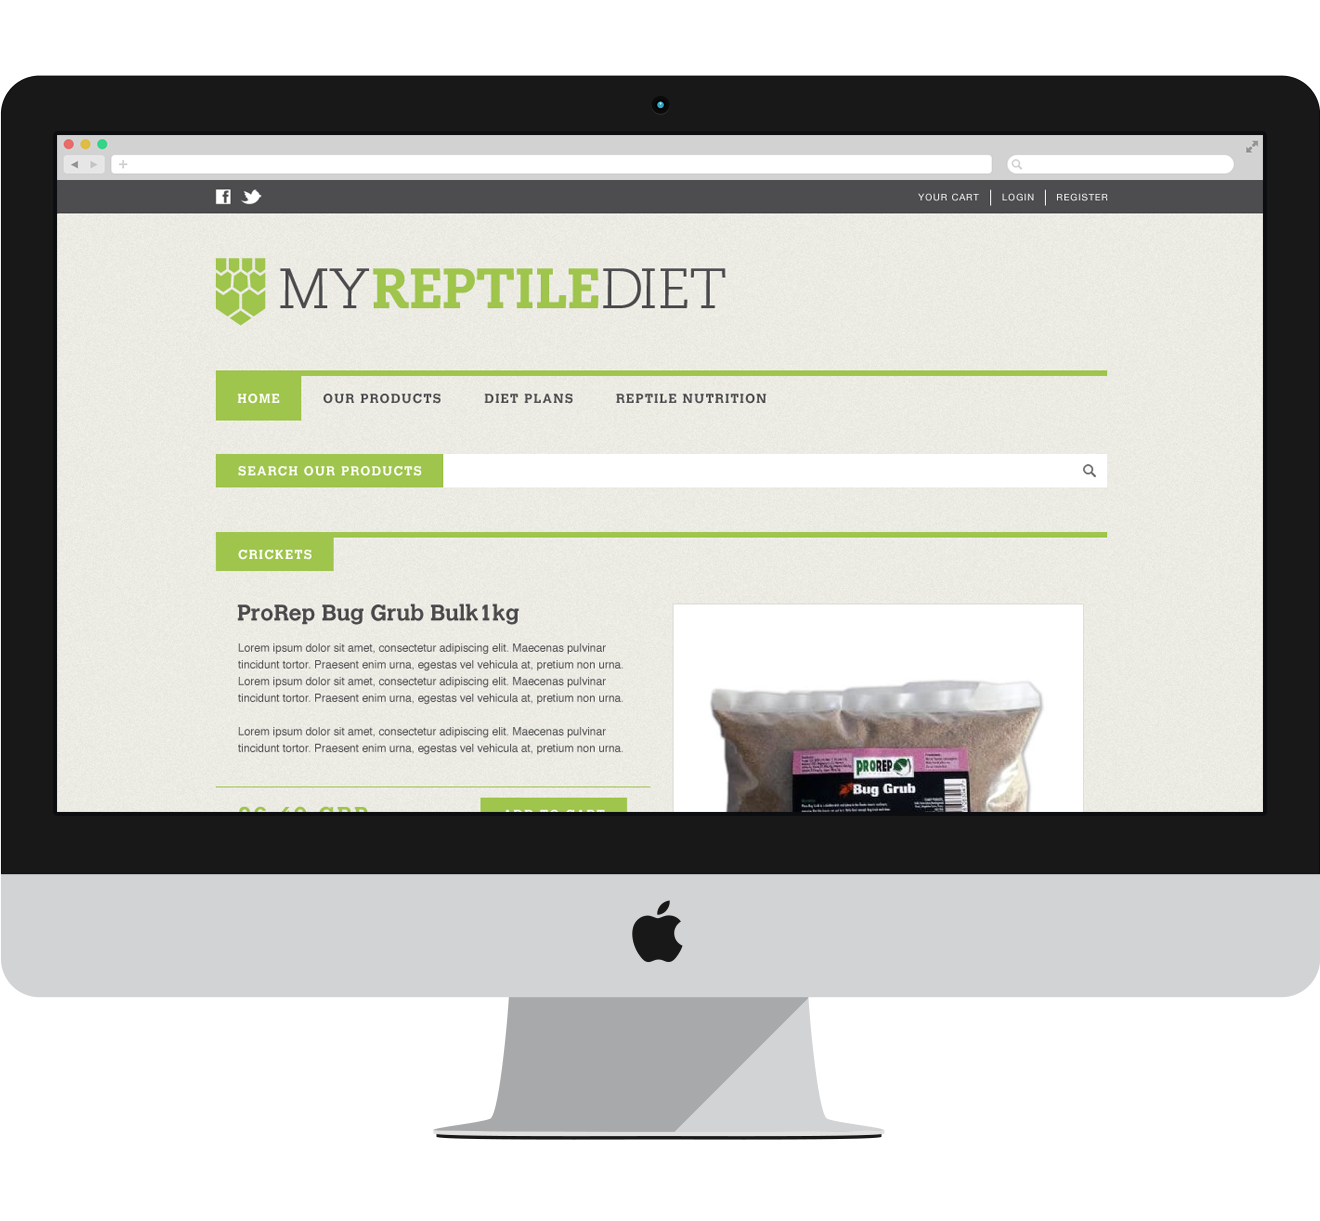 YOUR CART
LOGIN
REGISTER
MYREPTILEDIET
HOME
OUR PRODUCTS
DIET PLANS
REPTILE NUTRITION
SEARCH OUR PRODUCTS
CRICKETS
ProRep Bug Grub Bulk1kg
Lorem ipsum dolor sit amet, consectetur adipiscing elit. Maecenas pulvinar
tincidunt tortor. Praesent enim urna, egestas vel vehicula at, pretium non urna.
Lorem ipsum dolor sit amet, consectetur adipiscing elit. Maecenas pulvinar
tincidunt tortor. Praesent enim urna, egestas vel vehicula at, pretium non urna.
Lorem ipsum dolor sit amet, consectetur adipiscing elit. Maecenas pulvinar
tincidunt tortor. Praesent enim urna, egestas vel vehicula at, pretium non urna.
ADD TO CART
PROREP
Bug Grub